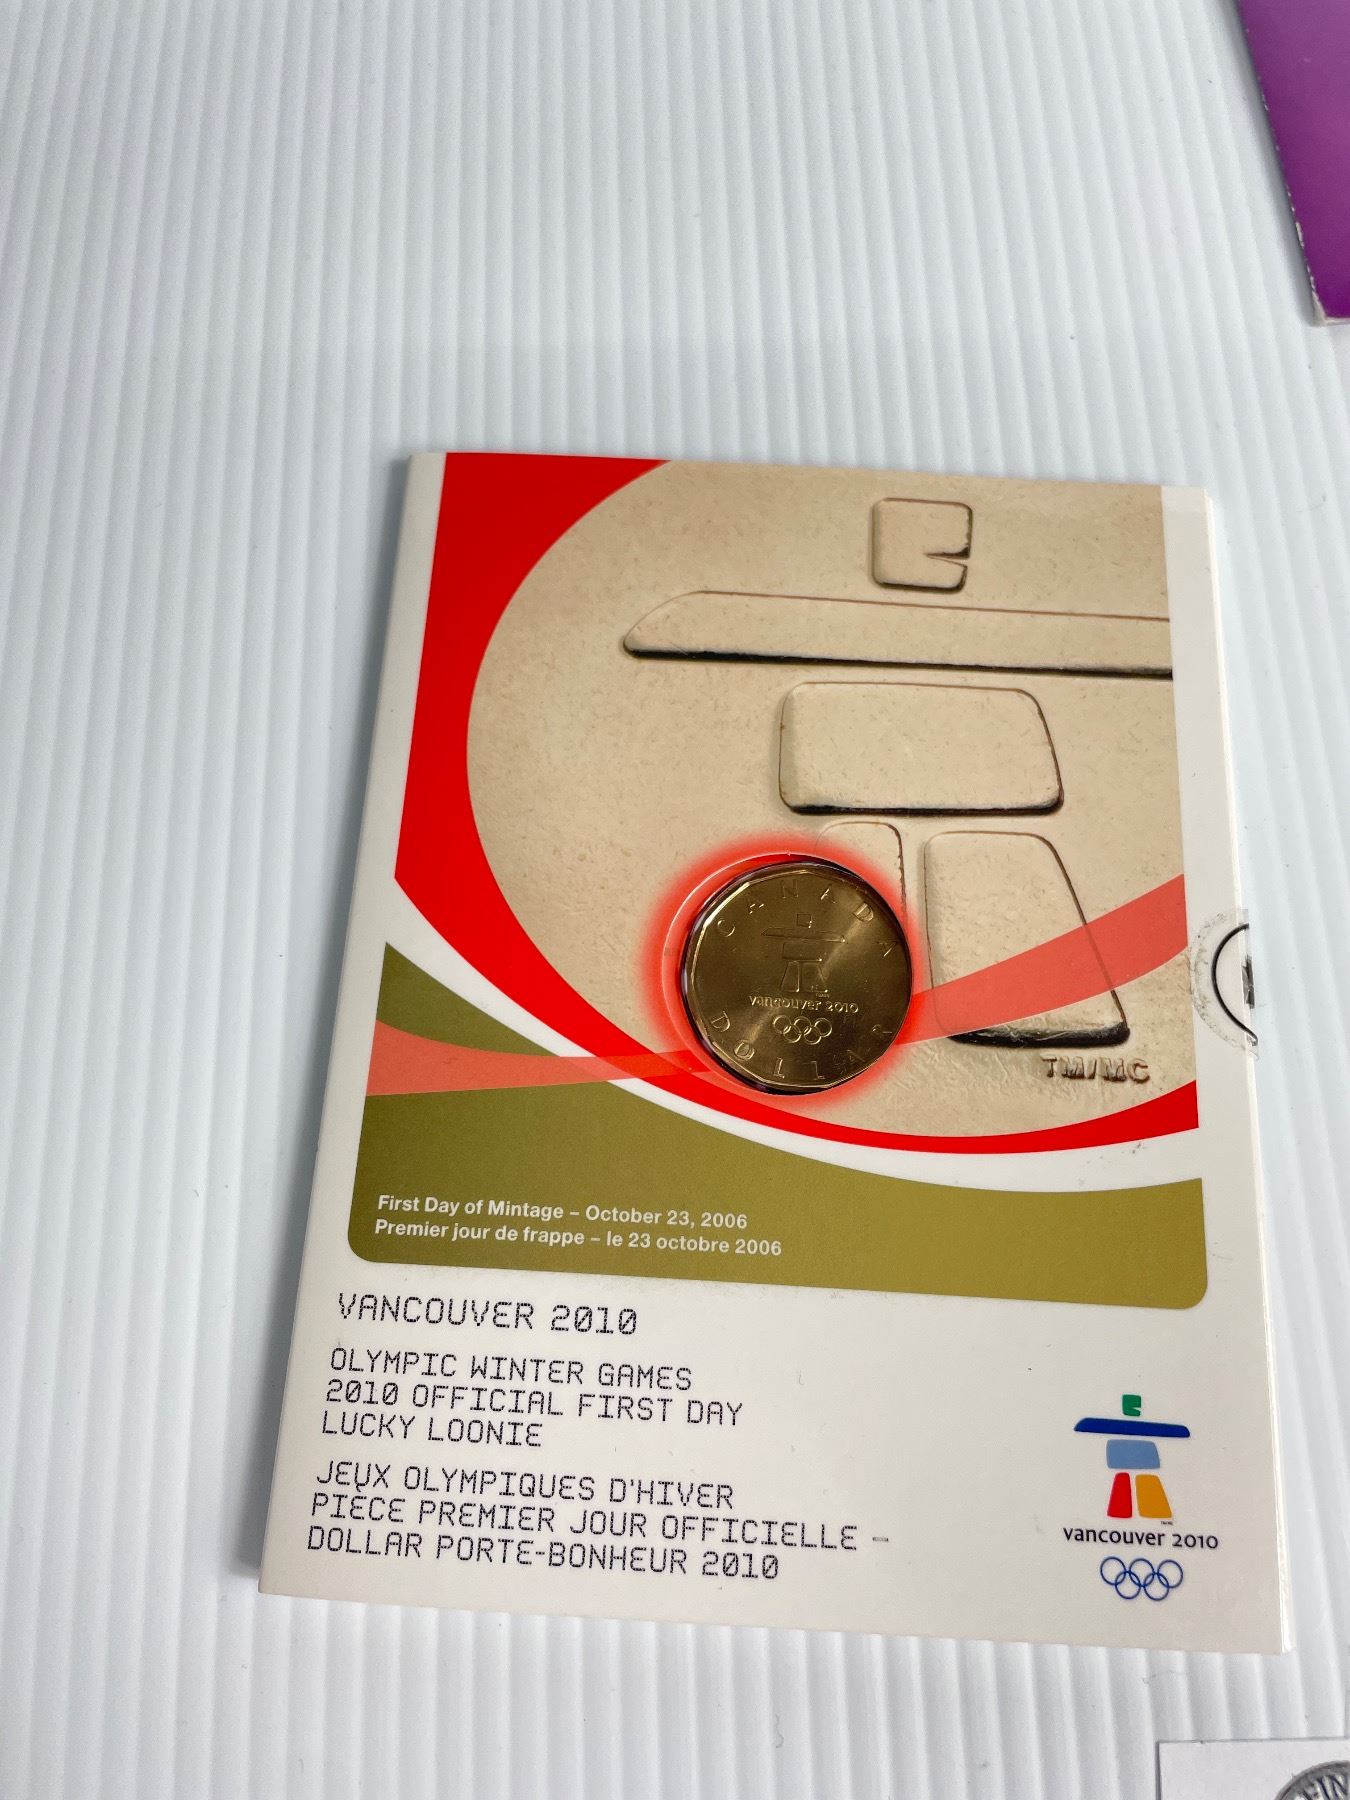 CANADA
vancouver 2010
DOLLAR
TM/MC
First Day of Mintage – October 23, 2006
Premier jour de frappe – le 23 octobre 2006
VANCOUVER 2010
OLYMPIC WINTER GAMES
2010 OFFICIAL FIRST DAY
LUCKY LOONIE
JEUX OLYMPIQUES D'HIVER
PIECE PREMIER JOUR OFFICIELLE –
DOLLAR PORTE-BONHEUR 2010
vancouver 2010